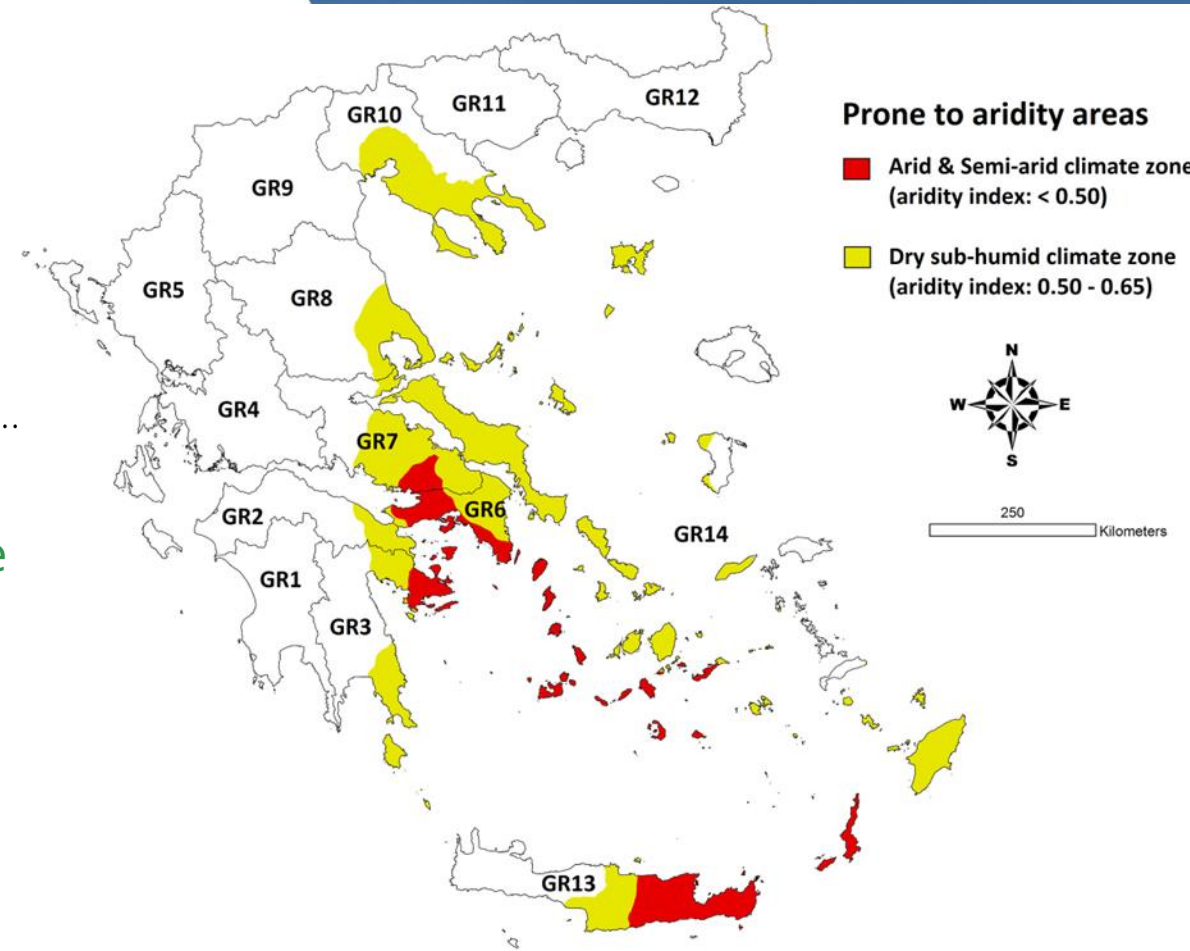 GR12
GR11
GR10
GR9
GR5
GR8
GR4
GR7
GR6
GR2
GR14
GR1
GR3
GR13
..
e
Prone to aridity areas
Arid & Semi-arid climate zone
(aridity index: < 0.50)
Dry sub-humid climate zone
(aridity index: 0.50 - 0.65)
N
W E
S
250
Kilometers